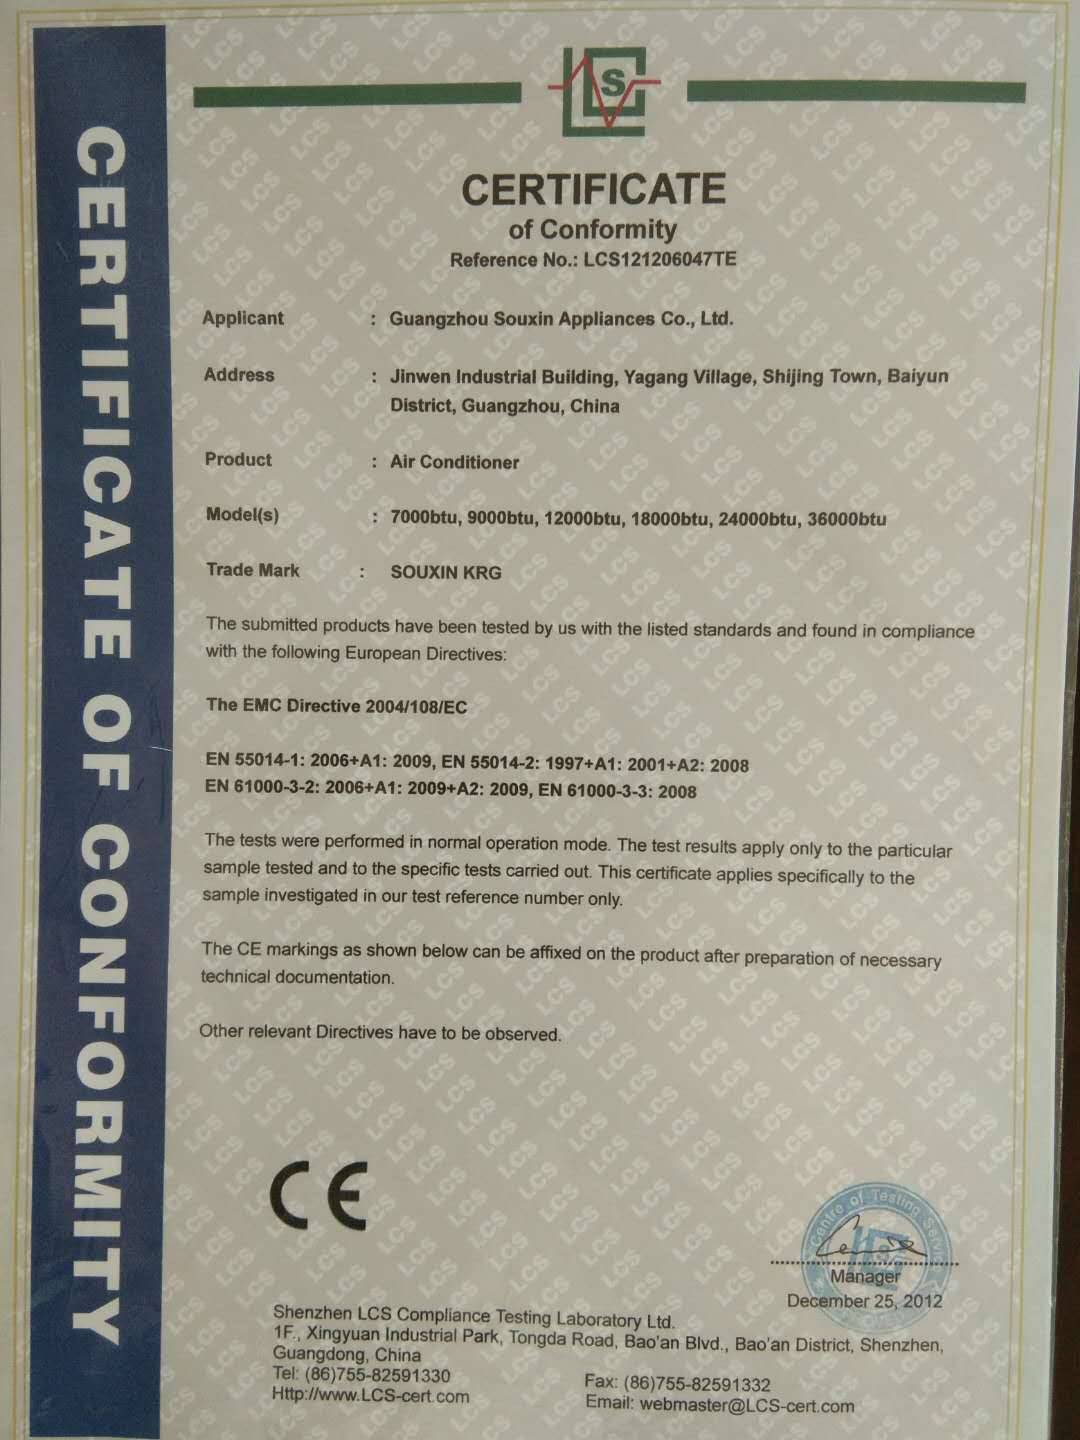 CERTIFICATE OF CONFORMITY
LCS
CERTIFICATE
of Conformity
Reference No.: LCS121206047TE
Applicant : Guangzhou Souxin Appliances Co., Ltd.
Address : Jinwen Industrial Building, Yagang Village, Shijing Town, Baiyun
District, Guangzhou, China
Product : Air Conditioner
Model(s) : 7000btu, 9000btu, 12000btu, 18000btu, 24000btu, 36000btu
Trade Mark : SOUXIN KRG
The submitted products have been tested by us with the listed standards and found in compliance
with the following European Directives:
The EMC Directive 2004/108/EC
EN 55014-1: 2006+A1: 2009, EN 55014-2: 1997+A1: 2001+A2: 2008
EN 61000-3-2: 2006+A1: 2009+A2: 2009, EN 61000-3-3: 2008
The tests were performed in normal operation mode. The test results apply only to the particular
sample tested and to the specific tests carried out. This certificate applies specifically to the
sample investigated in our test reference number only.
The CE markings as shown below can be affixed on the product after preparation of necessary
technical documentation.
Other relevant Directives have to be observed.
CE
Centre of Testing
Manager
December 25, 2012
Shenzhen LCS Compliance Testing Laboratory Ltd.
1F., Xingyuan Industrial Park, Tongda Road, Bao'an Blvd., Bao'an District, Shenzhen,
Guangdong, China
Tel: (86)755-82591330 Fax: (86)755-82591332
Http://www.LCS-cert.com Email: webmaster@LCS-cert.com